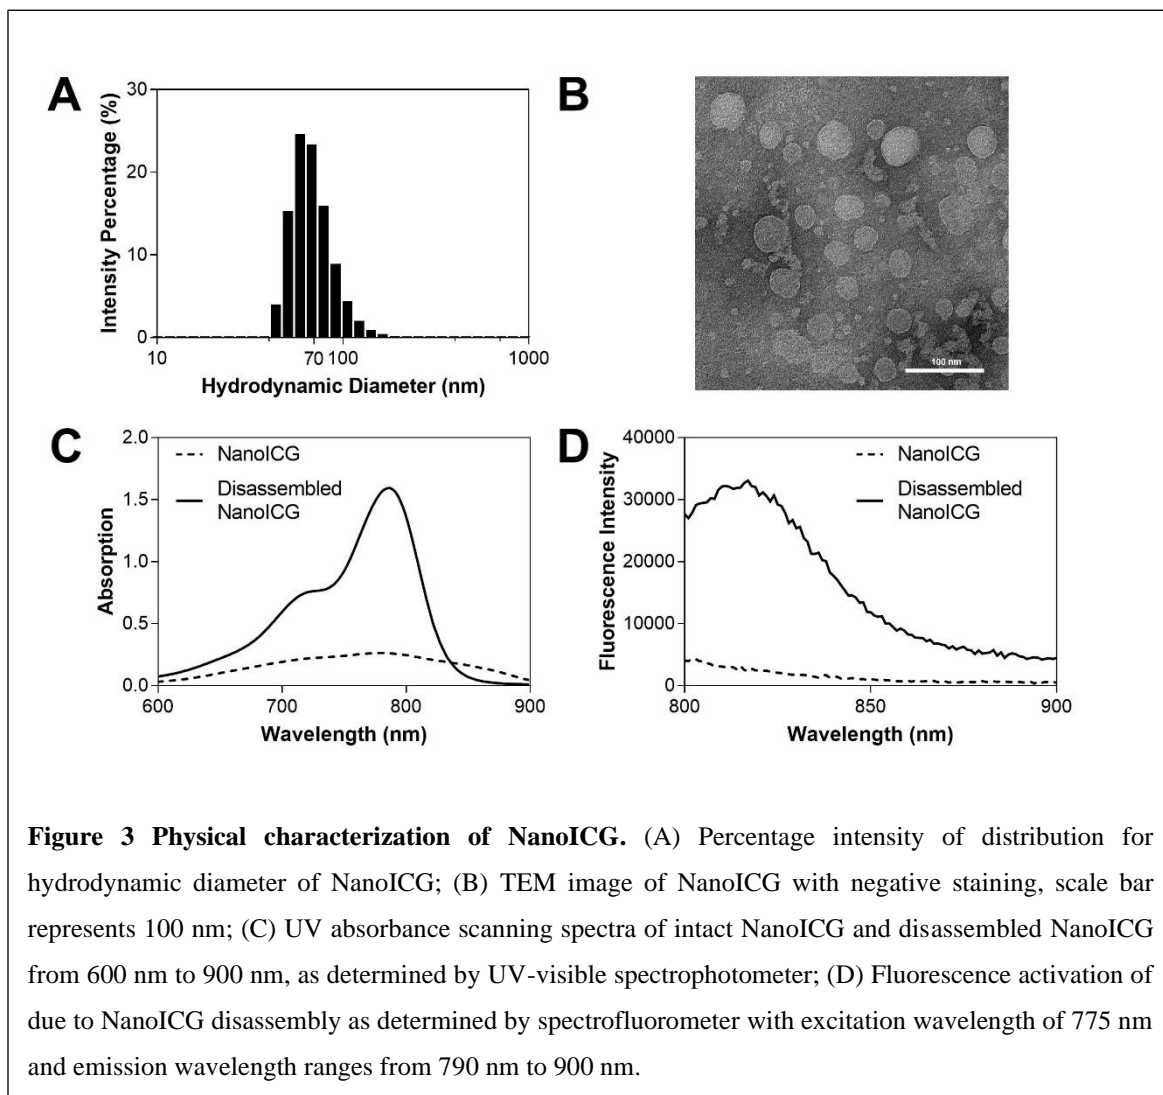 A
Intensity Percentage (%)
30
20
10
0
10
70
100
1000
Hydrodynamic Diameter (nm)
B
100 nm
C
Absorption
2.0
1.5
1.0
0.5
0.0
NanoICG
Disassembled
NanoICG
600
700
800
900
Wavelength (nm)
D
Fluorescence Intensity
40000
30000
20000
10000
0
NanoICG
Disassembled
NanoICG
800
850
900
Wavelength (nm)
Figure 3 Physical characterization of NanoICG. (A) Percentage intensity of distribution for
hydrodynamic diameter of NanoICG; (B) TEM image of NanoICG with negative staining, scale bar
represents 100 nm; (C) UV absorbance scanning spectra of intact NanoICG and disassembled NanoICG
from 600 nm to 900 nm, as determined by UV-visible spectrophotometer; (D) Fluorescence activation of
due to NanoICG disassembly as determined by spectrofluorometer with excitation wavelength of 775 nm
and emission wavelength ranges from 790 nm to 900 nm.